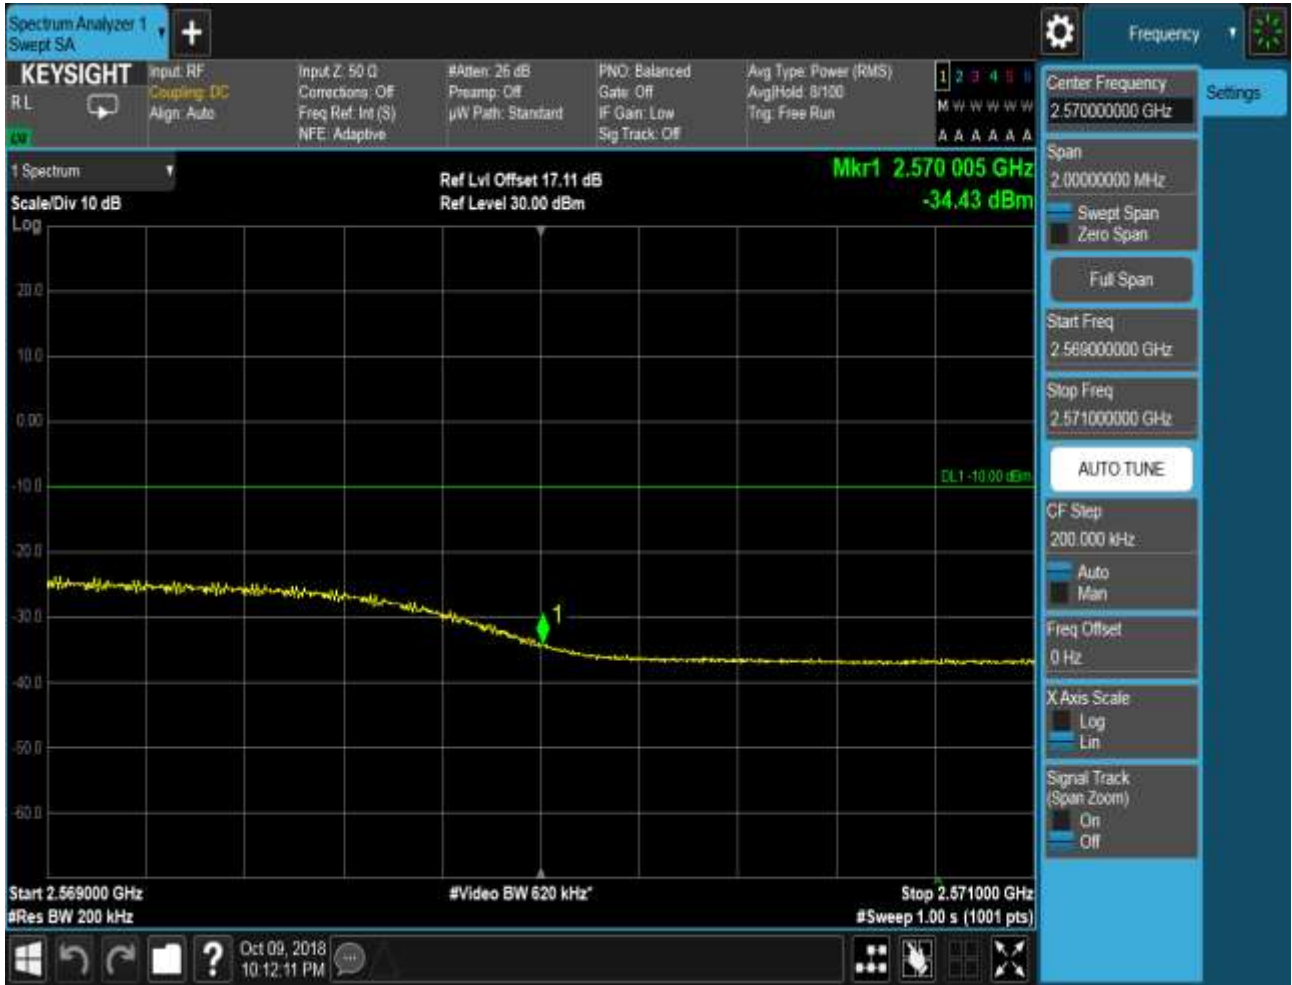 Spectrum Analyzer 1
Swept SA
Frequency
KEYSIGHT
R L
Input: RF
Coupling: DC
Align: Auto
Input Z: 50 Ω
Corrections: Off
Freq Ref: Int (S)
NFE: Adaptive
#Atten: 26 dB
Preamp: Off
µW Path: Standard
PNO: Balanced
Gate: Off
IF Gain: Low
Sig Track: Off
Avg Type: Power (RMS)
Avg|Hold: 8/100
Trig: Free Run
1 2 3 4 5 6
M W W W W W
A A A A A A
1 Spectrum
Scale/Div 10 dB
Log
Ref Lvl Offset 17.11 dB
Ref Level 30.00 dBm
Mkr1 2.570 005 GHz
-34.43 dBm
20.0
10.0
0.00
-10.0
-20.0
-30.0
-40.0
-50.0
-60.0
DL1 -10.00 dBm
1
Start 2.569000 GHz
#Res BW 200 kHz
#Video BW 620 kHz*
Stop 2.571000 GHz
#Sweep 1.00 s (1001 pts)
Center Frequency
2.570000000 GHz
Settings
Span
2.00000000 MHz
Swept Span
Zero Span
Full Span
Start Freq
2.569000000 GHz
Stop Freq
2.571000000 GHz
AUTO TUNE
CF Step
200.000 kHz
Auto
Man
Freq Offset
0 Hz
X Axis Scale
Log
Lin
Signal Track
(Span Zoom)
On
Off
?
Oct 09, 2018
10:12:11 PM